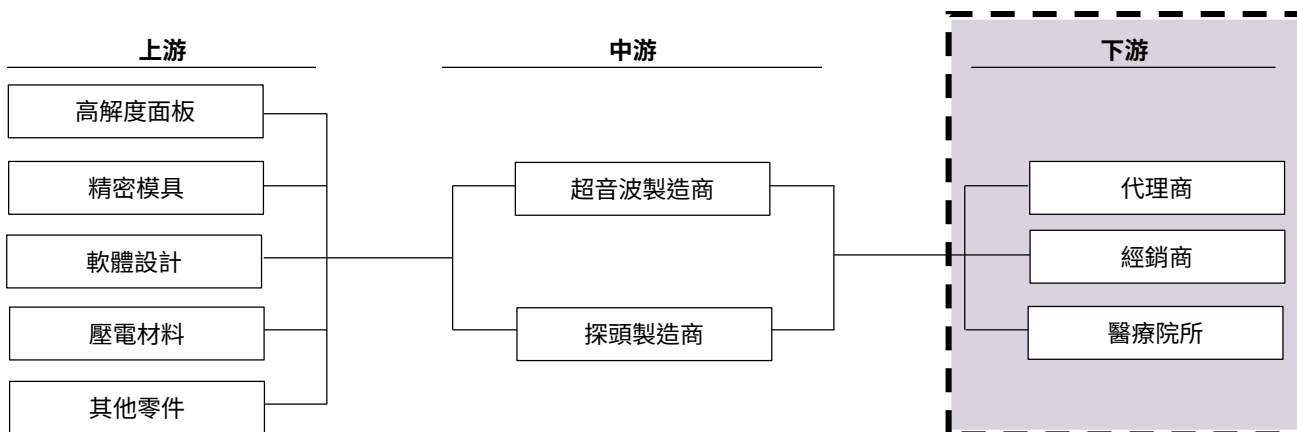 上游
中游
下游
高解度面板
精密模具
軟體設計
壓電材料
其他零件
超音波製造商
探頭製造商
代理商
經銷商
醫療院所